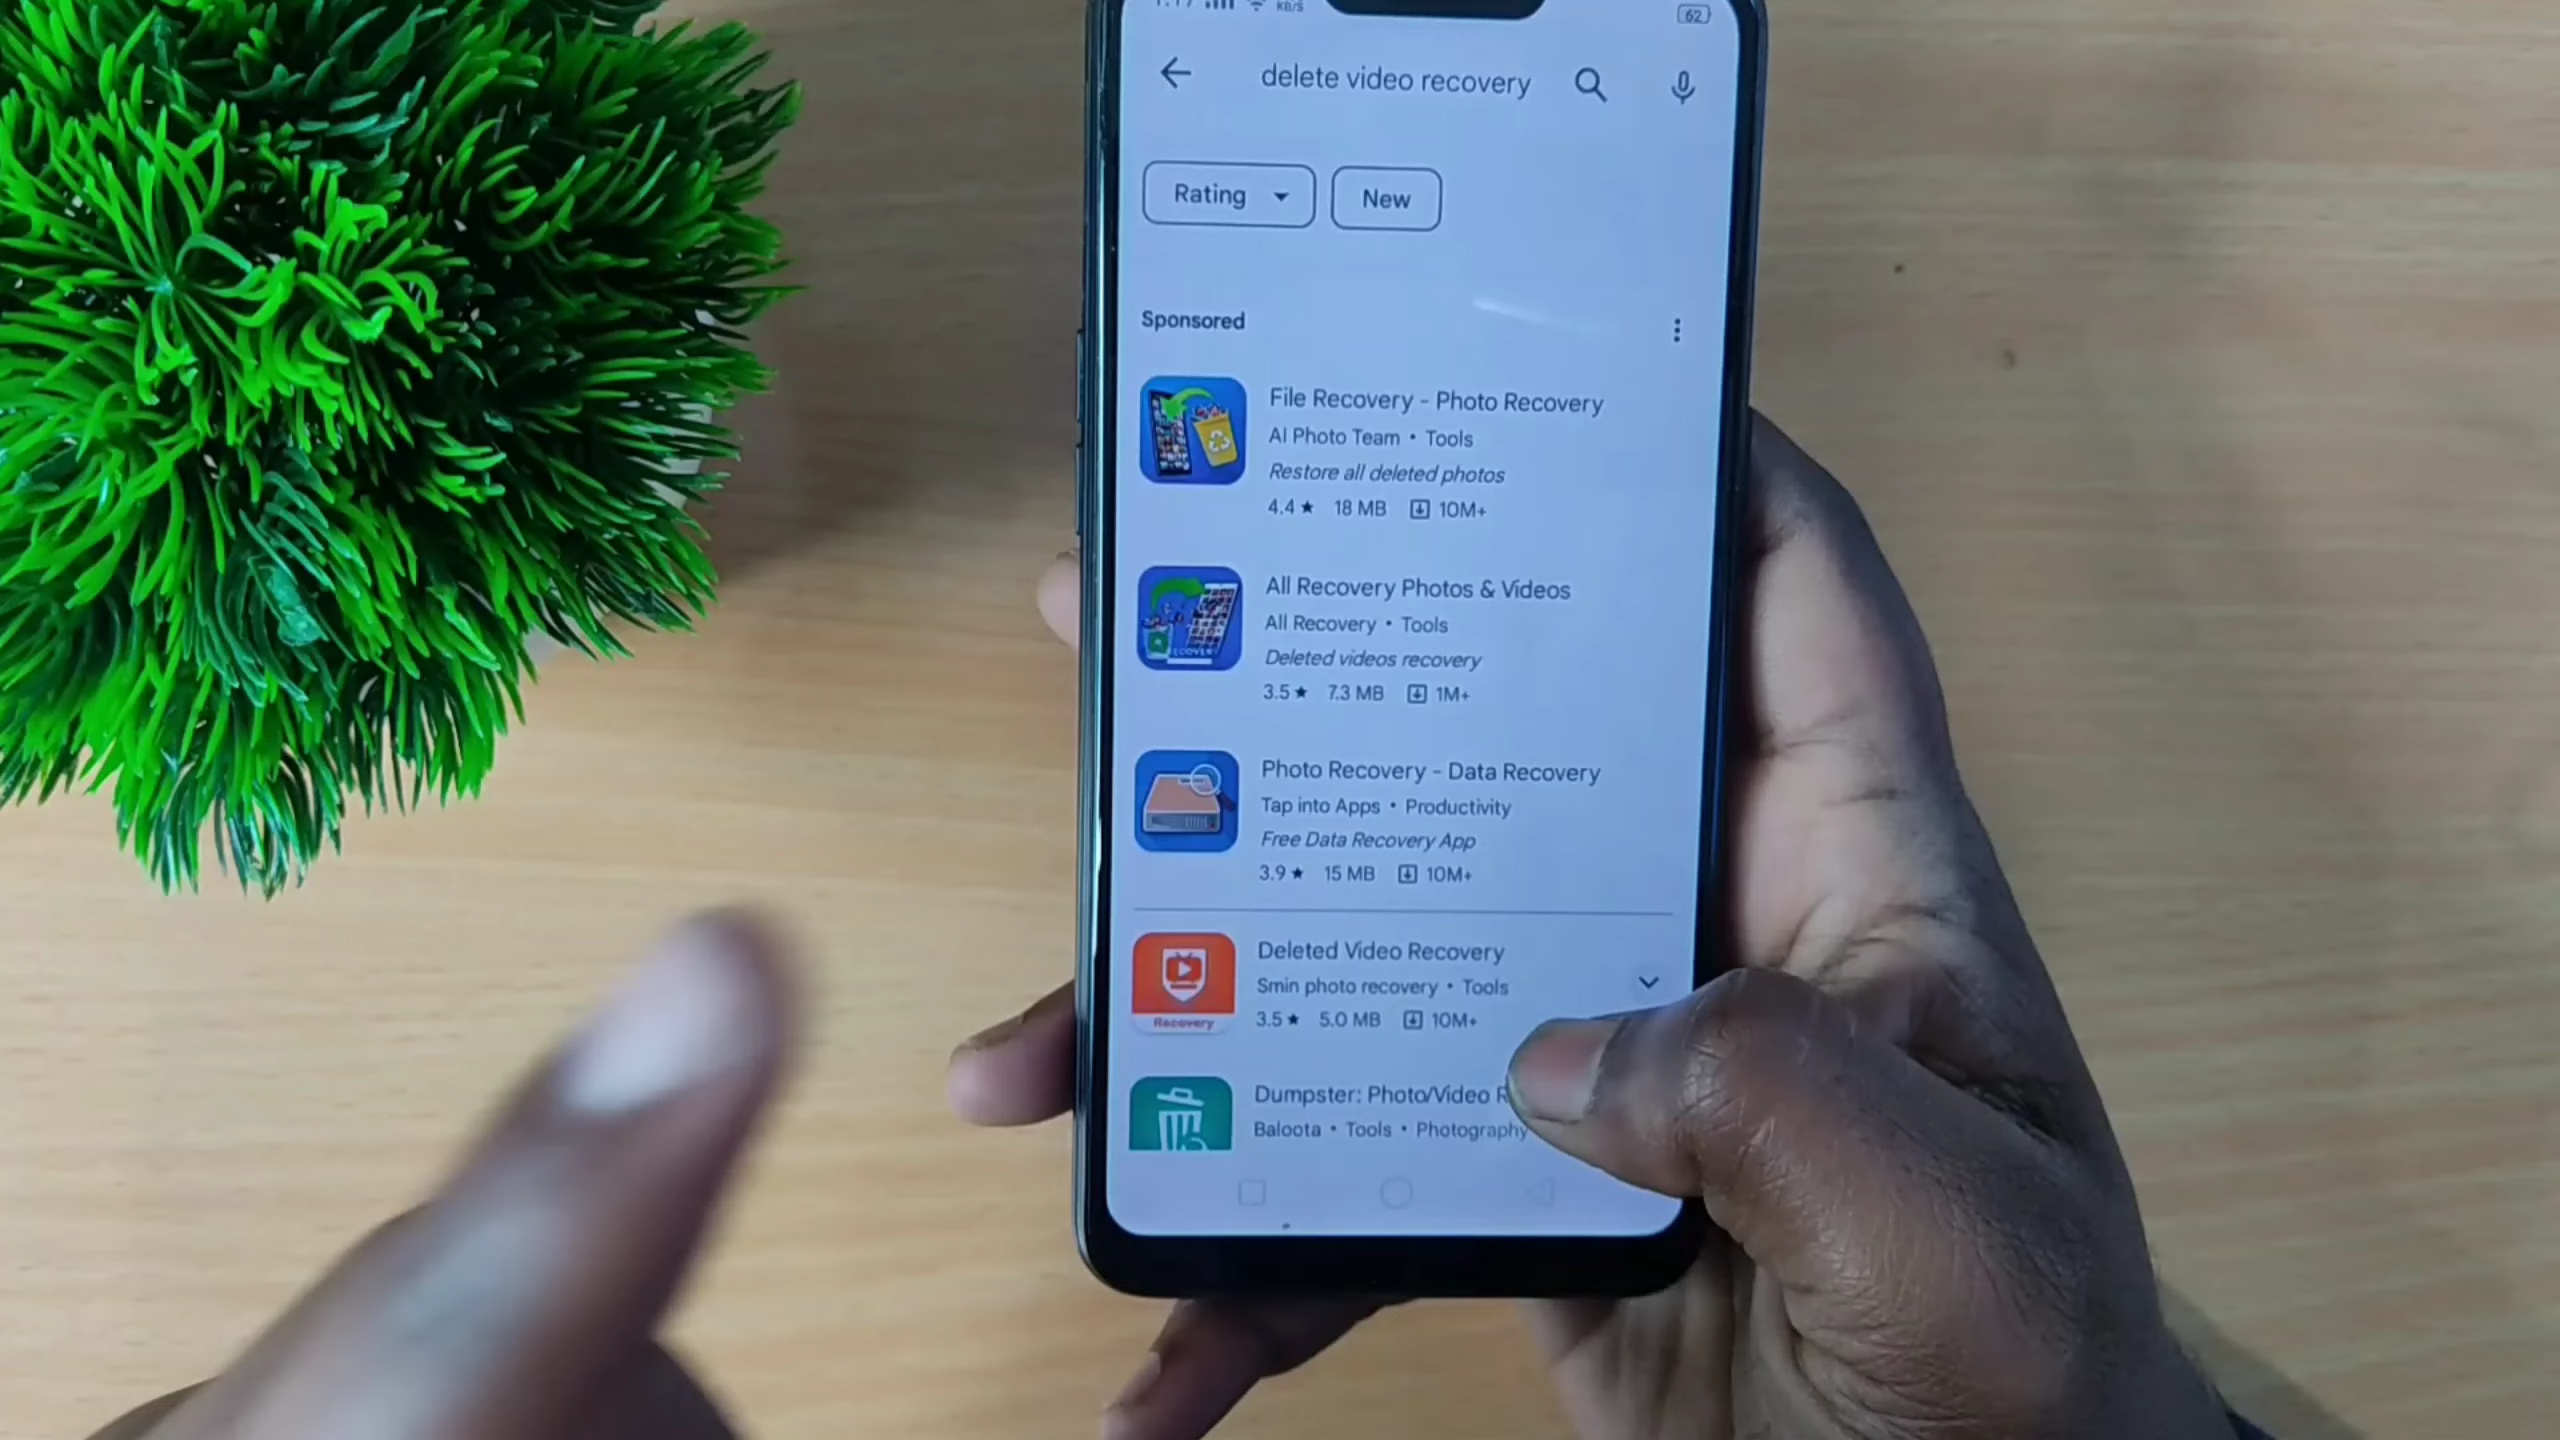 KB/S
62
delete video recovery
Rating
New
Sponsored
File Recovery - Photo Recovery
AI Photo Team • Tools
Restore all deleted photos
4.4★ 18 MB 10M+
All Recovery Photos & Videos
All Recovery • Tools
Deleted videos recovery
3.5★ 7.3 MB 1M+
Photo Recovery - Data Recovery
Tap into Apps • Productivity
Free Data Recovery App
3.9★ 15 MB 10M+
Deleted Video Recovery
Smin photo recovery • Tools
Recovery
3.5★ 5.0 MB 10M+
Dumpster: Photo/Video
Baloota • Tools • Photography